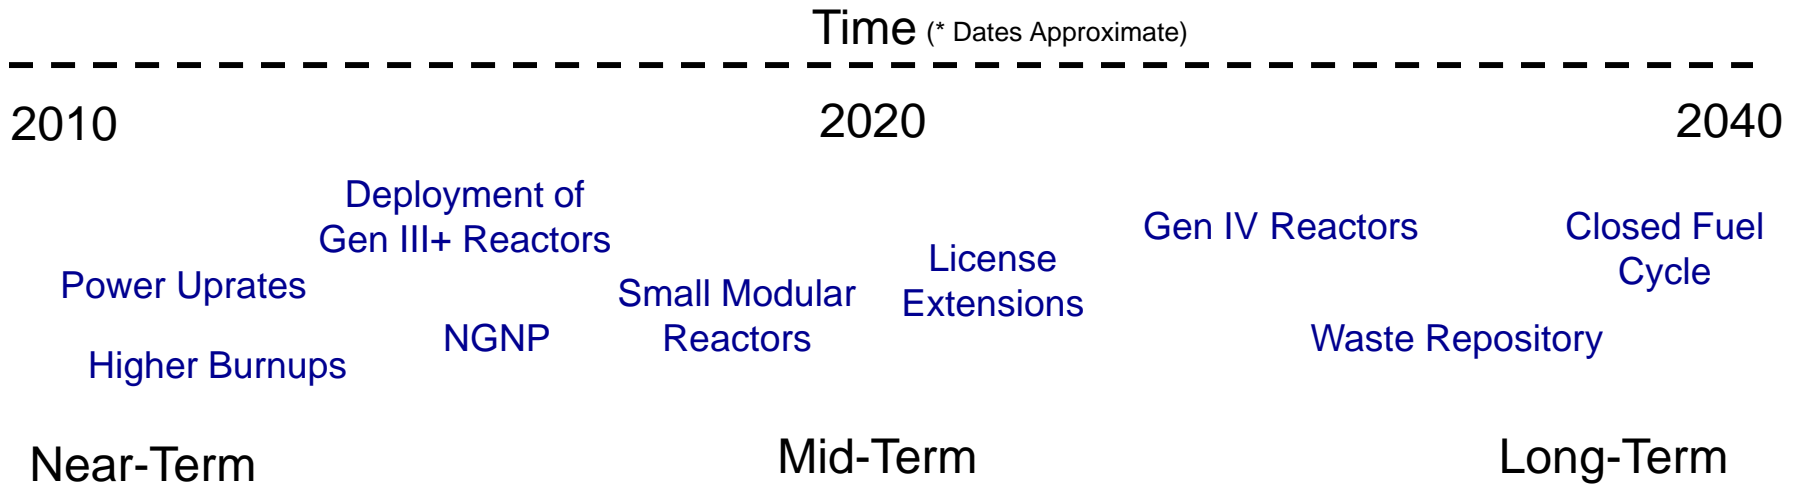 Time (* Dates Approximate)
2010
2020
2040
Deployment of
Gen III+ Reactors
Power Uprates
Higher Burnups
NGNP
Small Modular
Reactors
License
Extensions
Gen IV Reactors
Waste Repository
Closed Fuel
Cycle
Near-Term
Mid-Term
Long-Term